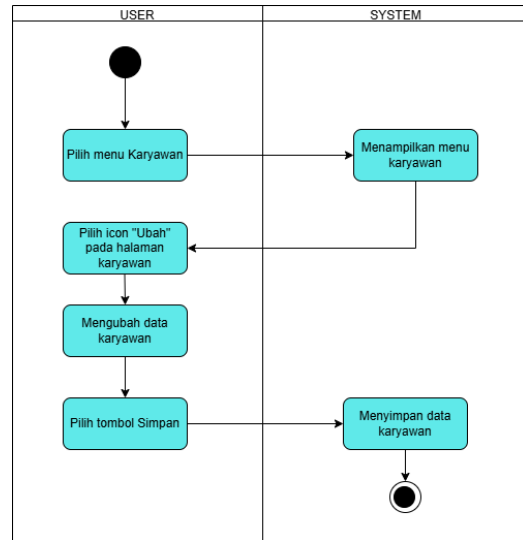 USER
SYSTEM
Pilih menu Karyawan
Menampilkan menu
karyawan
Pilih icon "Ubah"
pada halaman
karyawan
Mengubah data
karyawan
Pilih tombol Simpan
Menyimpan data
karyawan